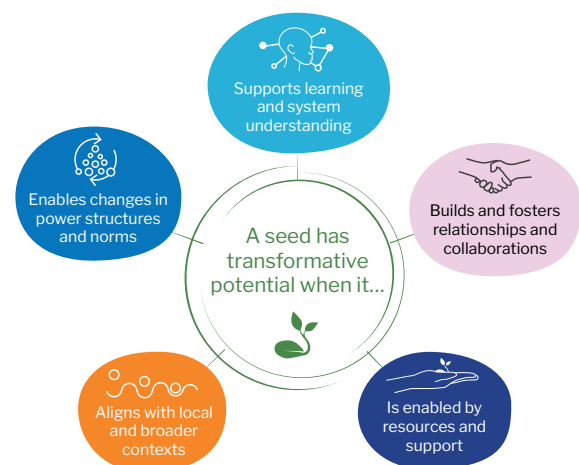 Supports learning
and system
understanding
Enables changes in
power structures
and norms
Builds and fosters
relationships and
collaborations
A seed has
transformative
potential when it...
Aligns with local
and broader
contexts
Is enabled by
resources and
support